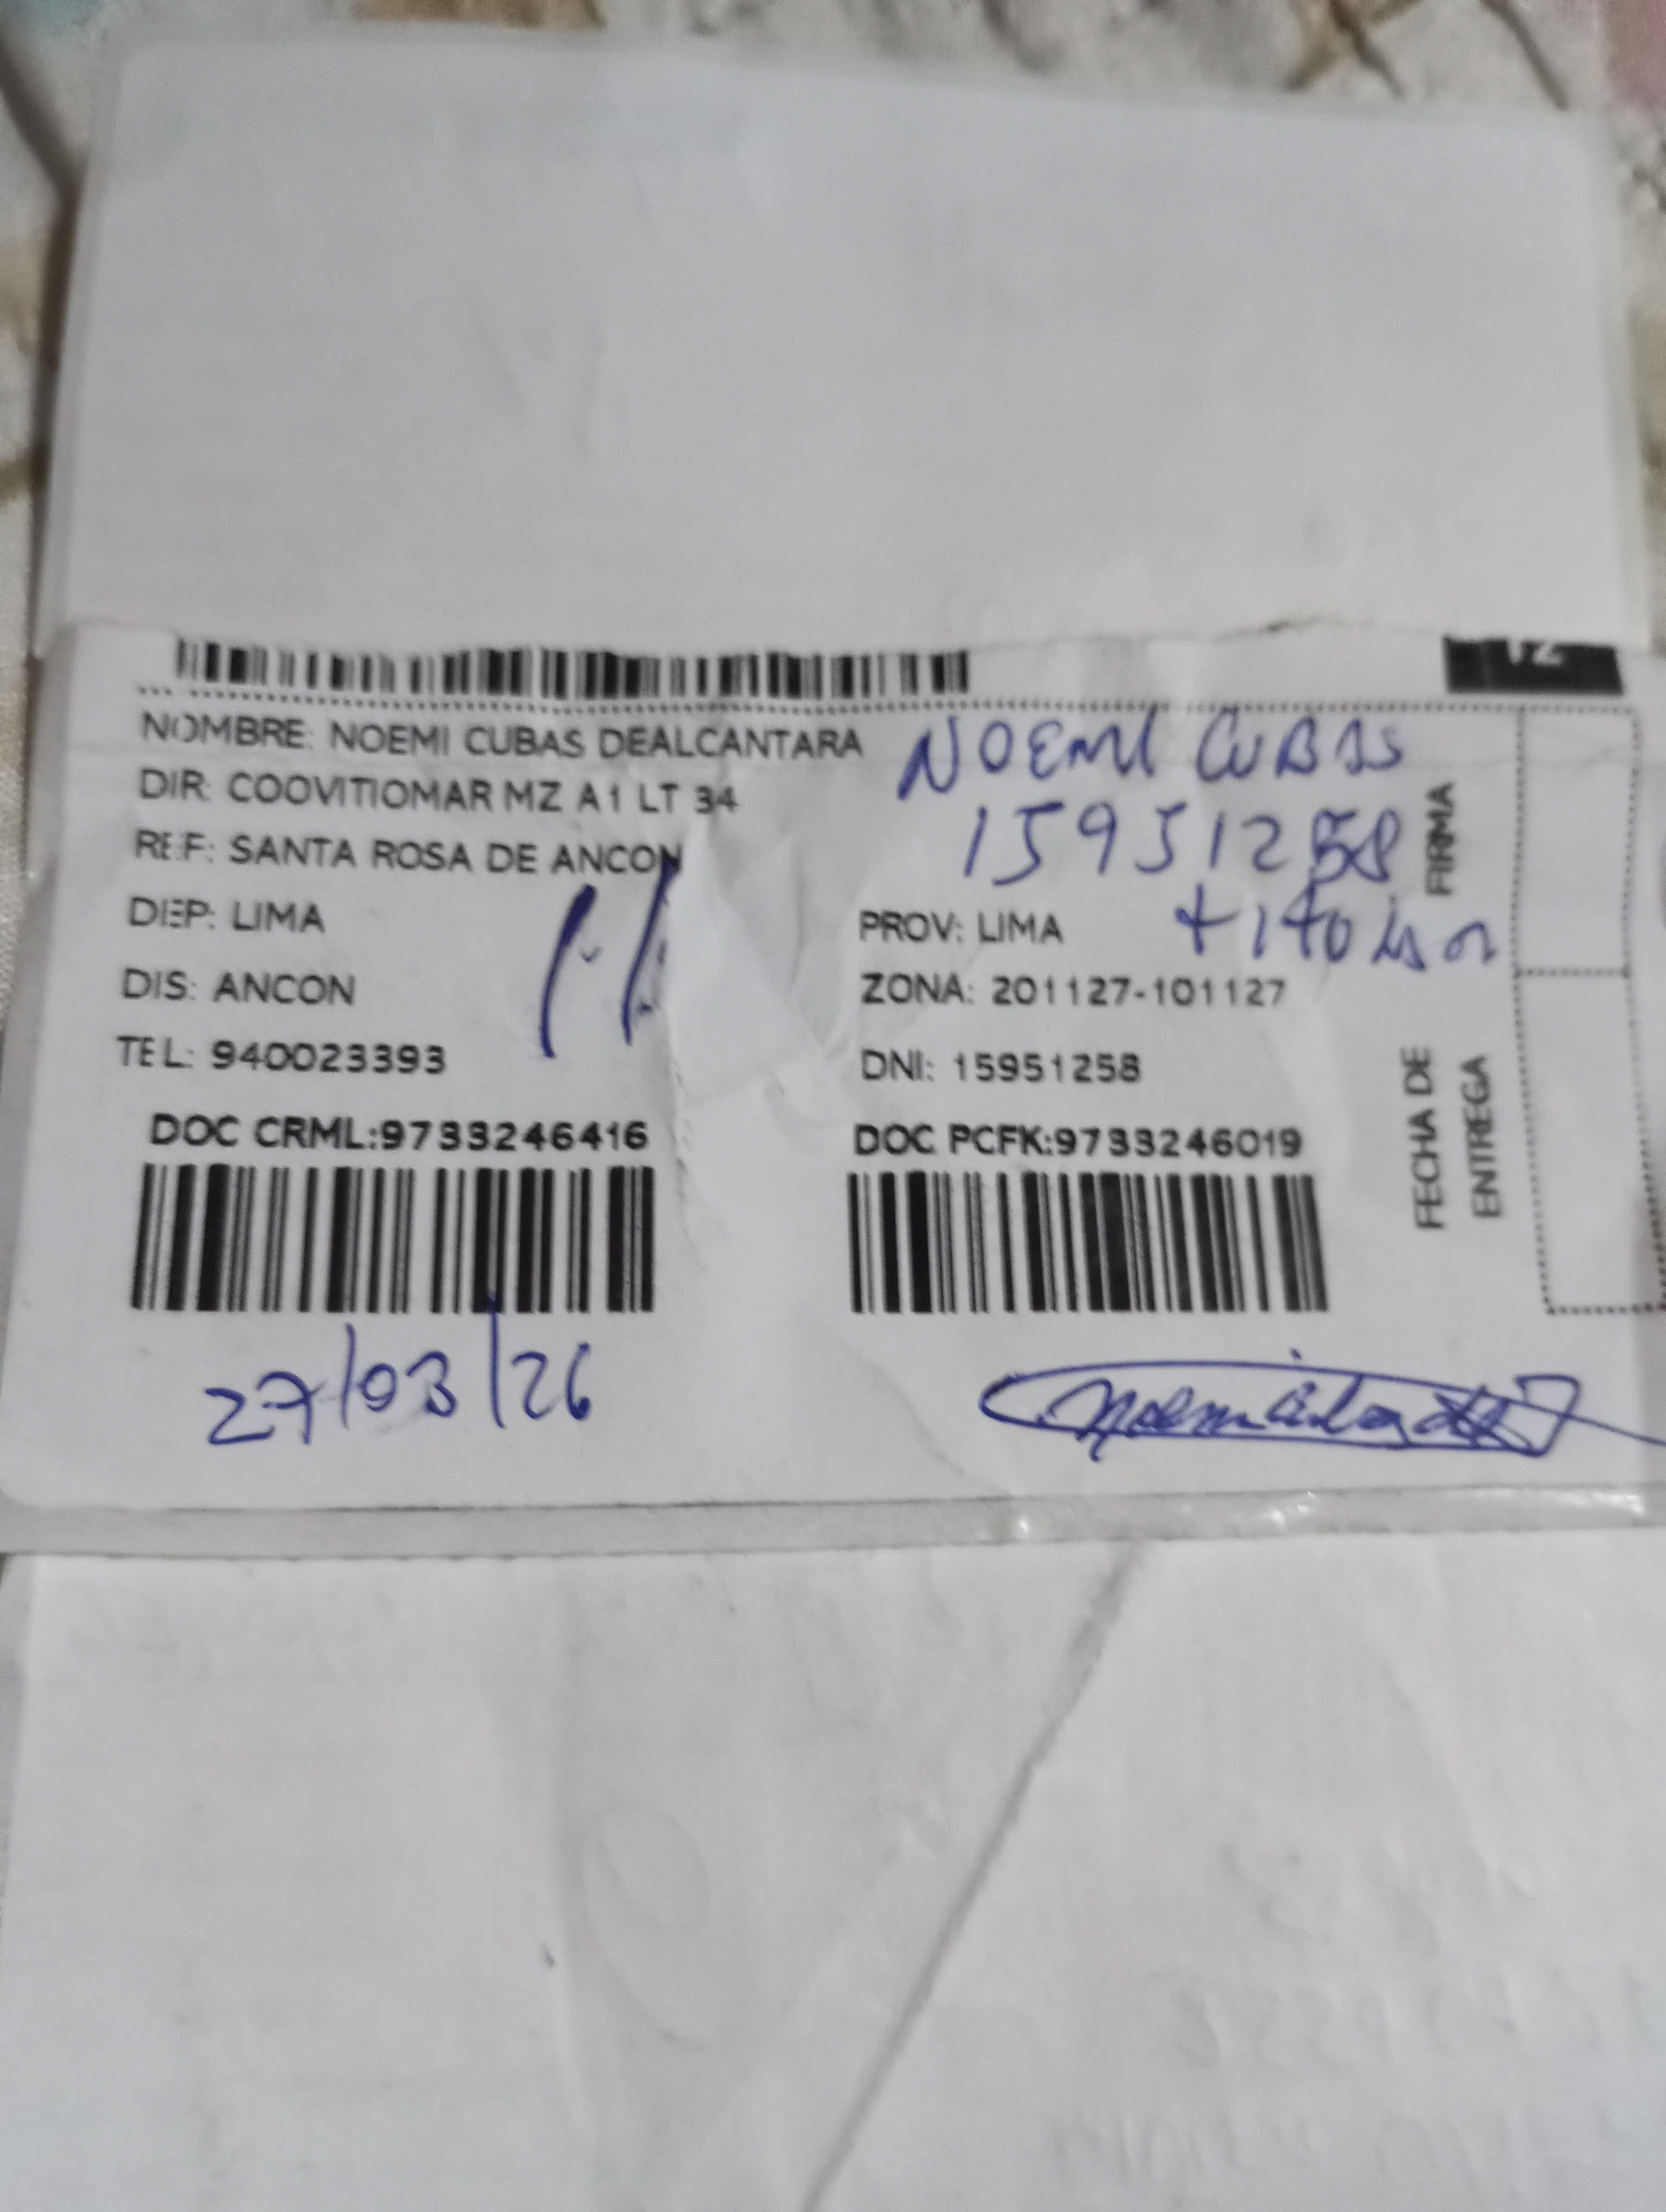 NOMBRE: NOEMI CUBAS DEALCANTARA
NOEMI CUBAS
DIR: COOVITIOMAR MZ A1 LT 34
15951258
FIRMA
REF: SANTA ROSA DE ANCON
DEP: LIMA
PROV: LIMA
DIS: ANCON
ZONA: 201127-101127
TEL: 940023393
DNI: 15951258
FECHA DE
ENTREGA
DOC CRML:9733246416
DOC PCFK:9733246019
27/03/26